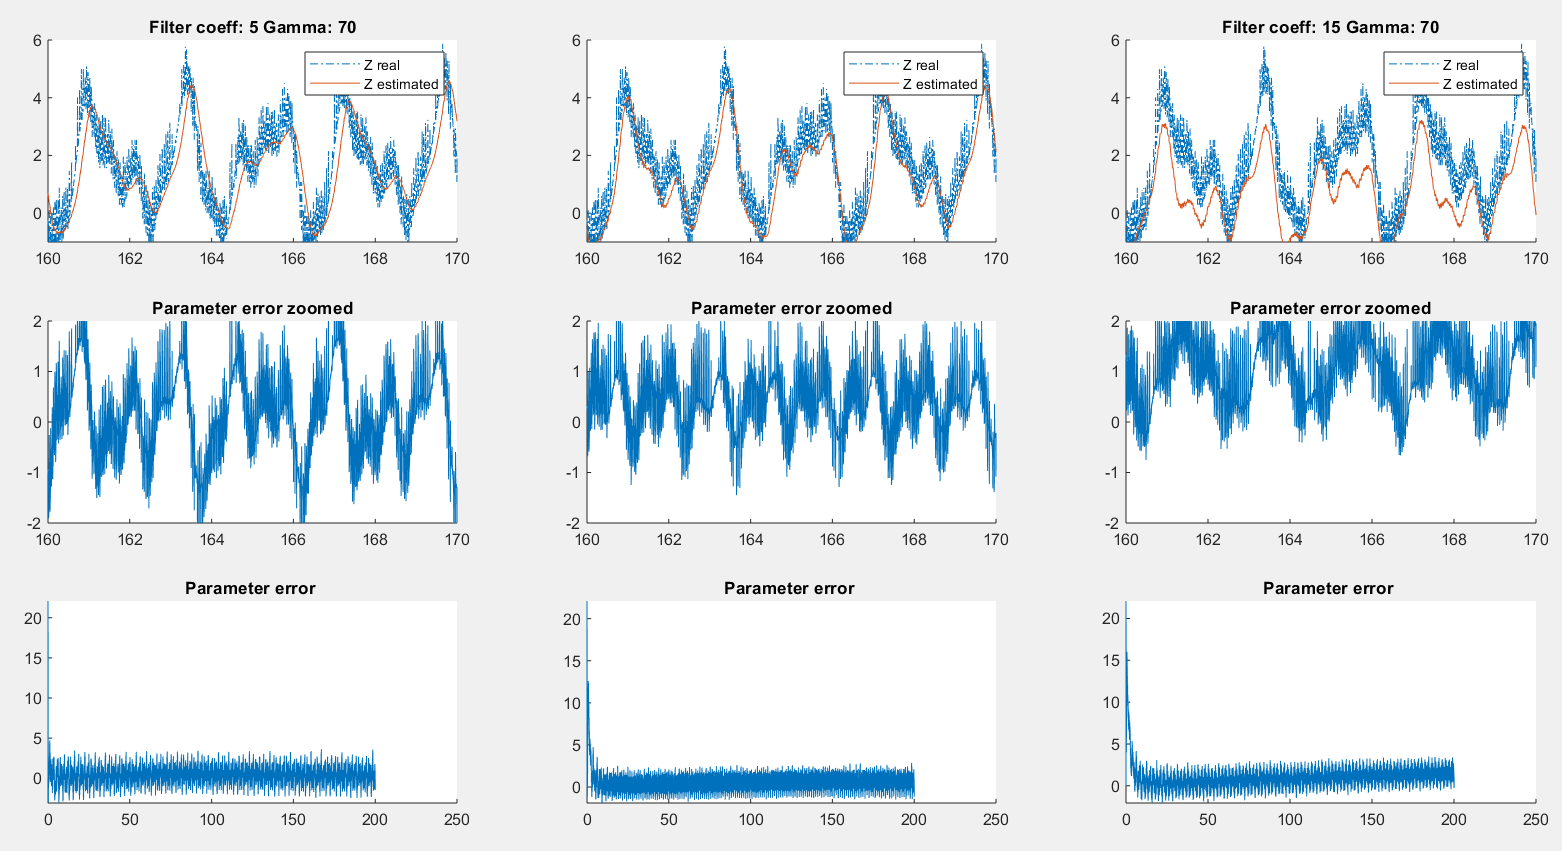 Filter coeff: 5 Gamma: 70
Filter coeff: 15 Gamma: 70
6
4
2
0
Z real
Z estimated
160 162 164 166 168 170
6
4
2
0
Z real
Z estimated
160 162 164 166 168 170
6
4
2
0
Z real
Z estimated
160 162 164 166 168 170
Parameter error zoomed
2
1
0
-1
-2
160 162 164 166 168 170
Parameter error zoomed
2
1
0
-1
-2
160 162 164 166 168 170
Parameter error zoomed
2
1
0
-1
-2
160 162 164 166 168 170
Parameter error
20
15
10
5
0
0 50 100 150 200 250
Parameter error
20
15
10
5
0
0 50 100 150 200 250
Parameter error
20
15
10
5
0
0 50 100 150 200 250